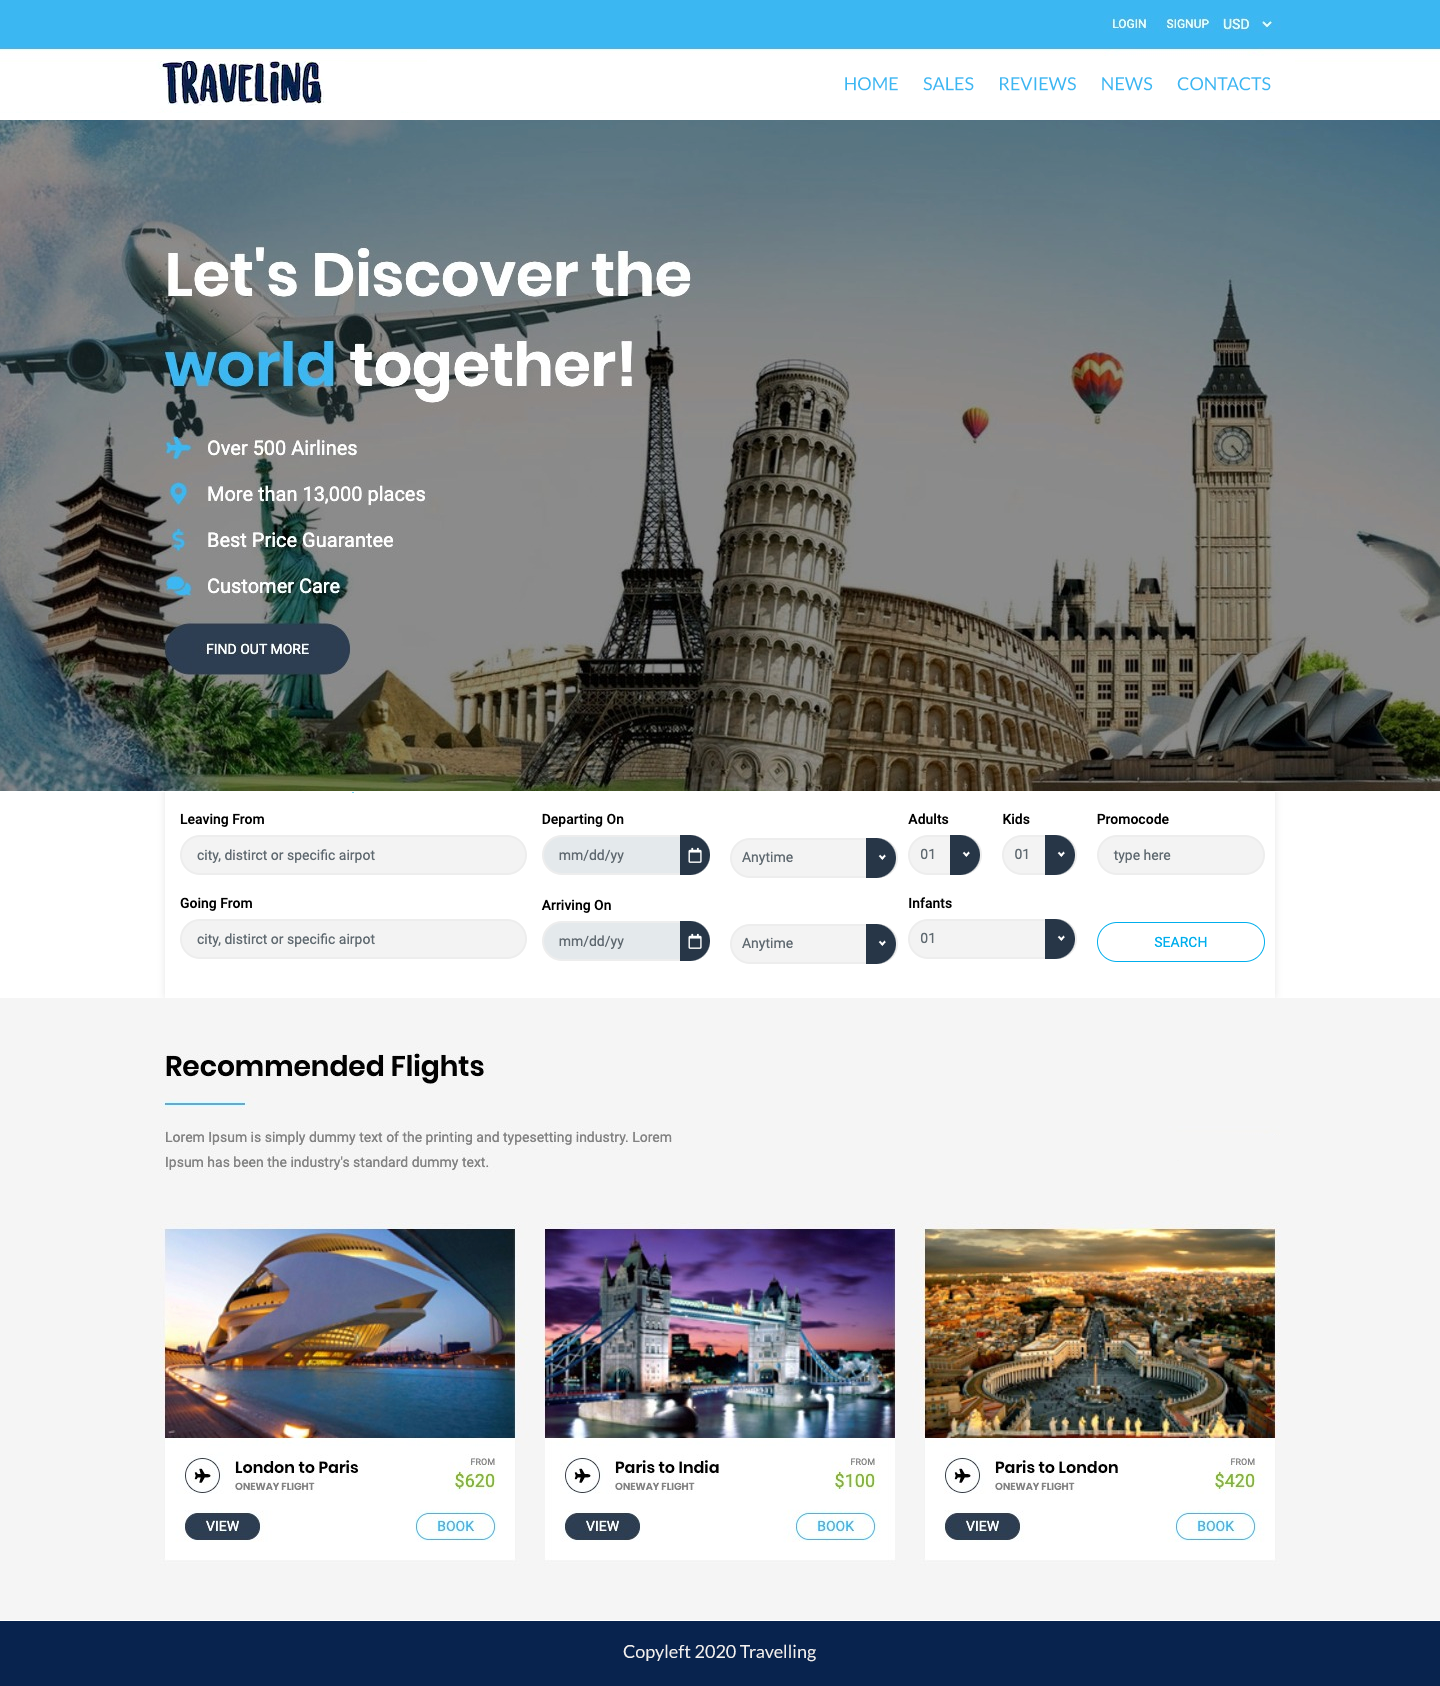 LOGIN SIGNUP USD
TRAVELING
HOME SALES REVIEWS NEWS CONTACTS
Let's Discover the
world together!
Over 500 Airlines
More than 13,000 places
Best Price Guarantee
Customer Care
FIND OUT MORE
Leaving From Departing On Adults Kids Promocode
city, distirct or specific airpot mm/dd/yy Anytime 01 01 type here
Going From Arriving On Infants
city, distirct or specific airpot mm/dd/yy Anytime 01 SEARCH
Recommended Flights
Lorem Ipsum is simply dummy text of the printing and typesetting industry. Lorem
Ipsum has been the industry's standard dummy text.
London to Paris FROM
ONEWAY FLIGHT $620
VIEW BOOK
Paris to India FROM
ONEWAY FLIGHT $100
VIEW BOOK
Paris to London FROM
ONEWAY FLIGHT $420
VIEW BOOK
Copyleft 2020 Travelling